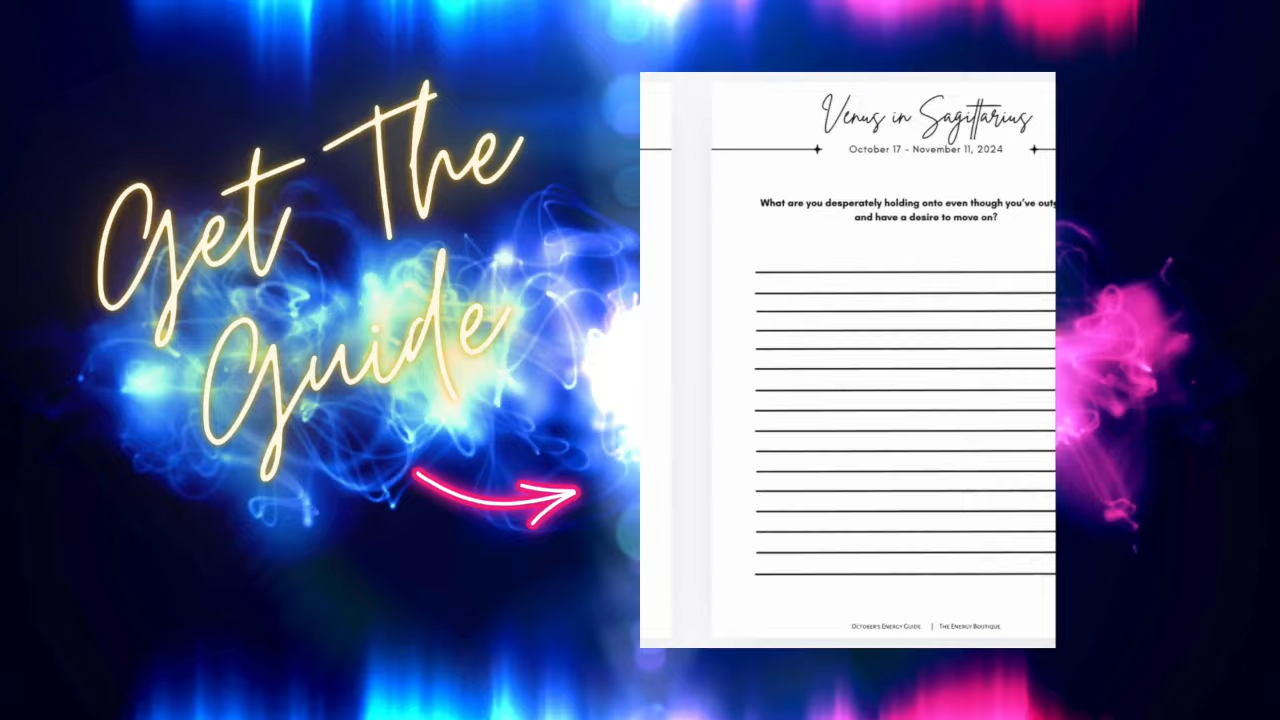 Get The
Guide
Venus in Sagittarius
October 17 - November 11, 2024
What are you desperately holding onto even though you've
and have a desire to move on?
October's Energy Guide | The Energy Boutique